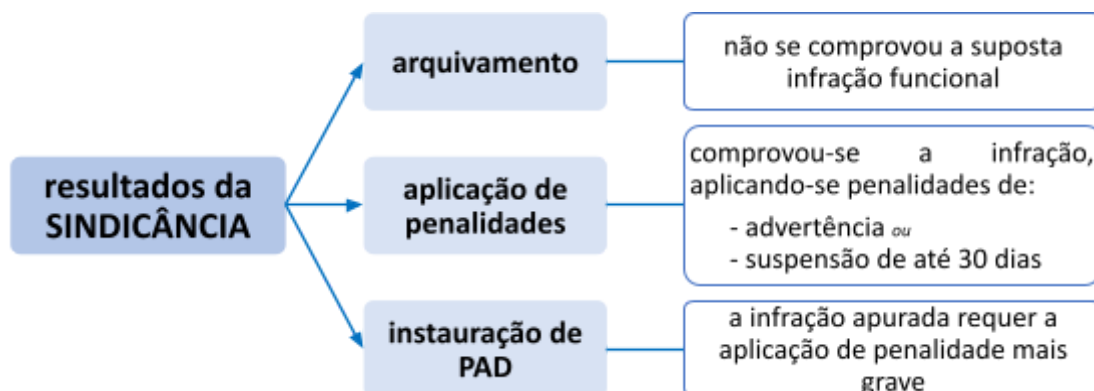 resultados da
SINDICÂNCIA
arquivamento
não se comprovou a suposta
infração funcional
aplicação de
penalidades
comprovou-se a infração,
aplicando-se penalidades de:
- advertência ou
- suspensão de até 30 dias
instauração de
PAD
a infração apurada requer a
aplicação de penalidade mais
grave